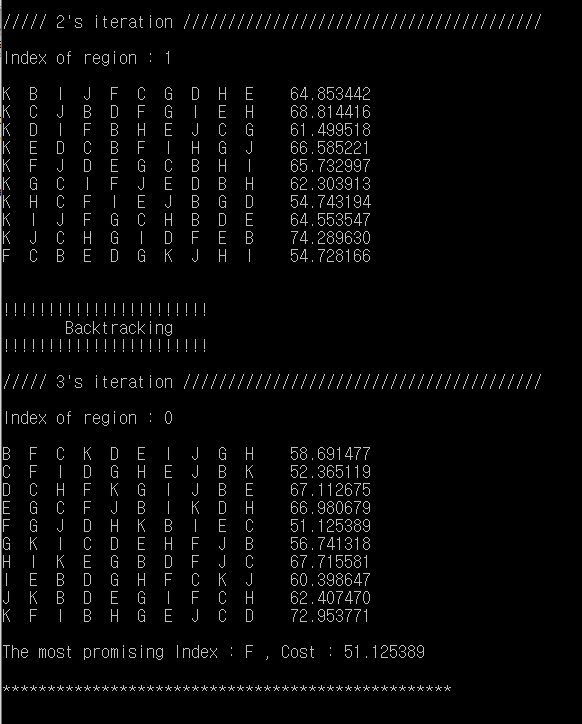 ///// 2's iteration ////////////////////////////////////////
Index of region : 1
K B I J F C G D H E 64.853442
K C J B D F G I E H 68.814416
K D I F B H E J C G 61.499518
K E D C B F I H G J 66.585221
K F J D E G C B H I 65.732997
K G C I F J E D B H 62.303913
K H C F I E J B G D 54.743194
K I J F G C H B D E 64.553547
K J C H G I D F E B 74.289630
F C B E D G K J H I 54.728166
!!!!!!!!!!!!!!!!!!!!!!!
Backtracking
!!!!!!!!!!!!!!!!!!!!!!!
///// 3's iteration ////////////////////////////////////////
Index of region : 0
B F C K D E I J G H 58.691477
C F I D G H E J B K 52.365119
D C H F K G I J B E 67.112675
E G C F J B I K D H 66.980679
F G J D H K B I E C 51.125389
G K I C D E H F J B 56.741318
H I K E G B D F J C 67.715581
I E B D G H F C K J 60.398647
J K B D E G I F C H 62.407470
K F I B H G E J C D 72.953771
The most promising Index : F , Cost : 51.125389
**************************************************